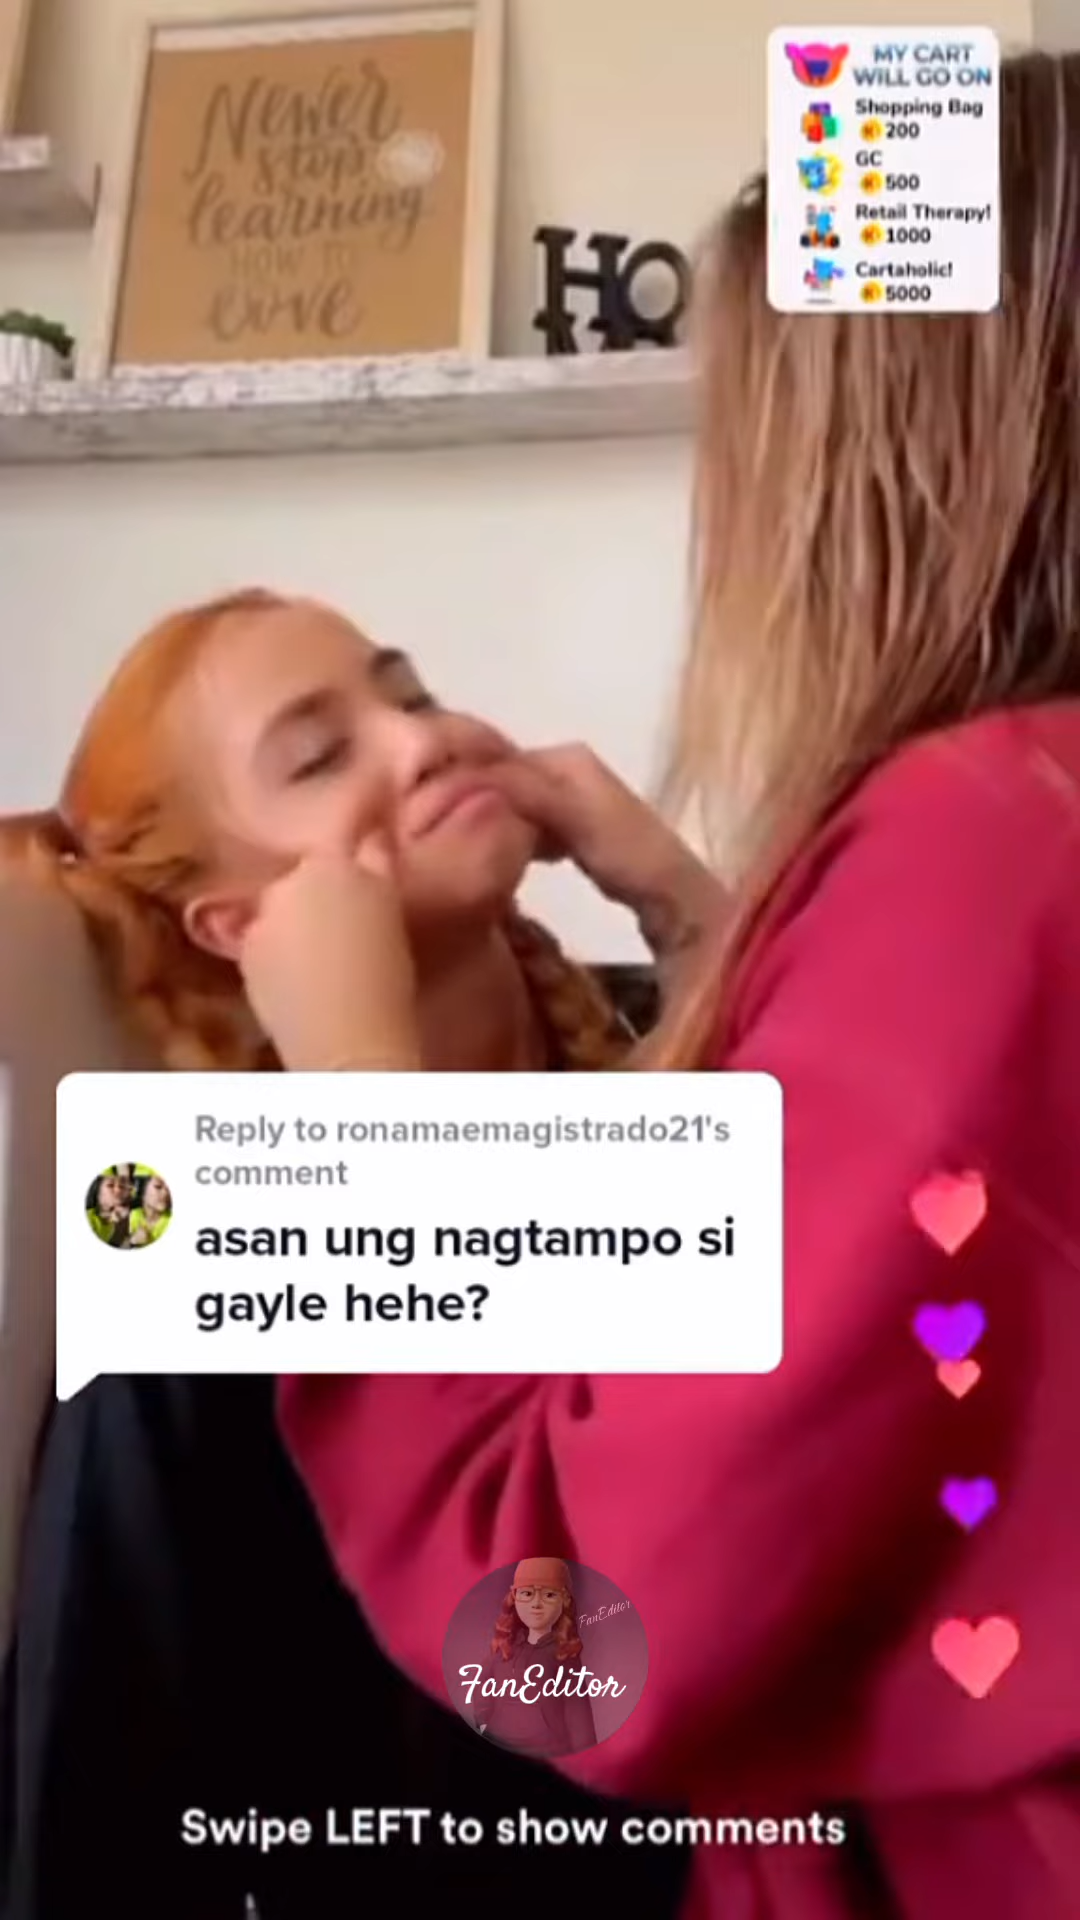 MY CART
WILL GO ON
Shopping Bag
200
GC
500
Retail Therapy!
1000
Cartaholic!
5000
Never
stop
learning
HOW TO
love
HO
Reply to ronamaemagistrado21's
comment
asan ung nagtampo si
gayle hehe?
FanEditor
FanEditor
Swipe LEFT to show comments